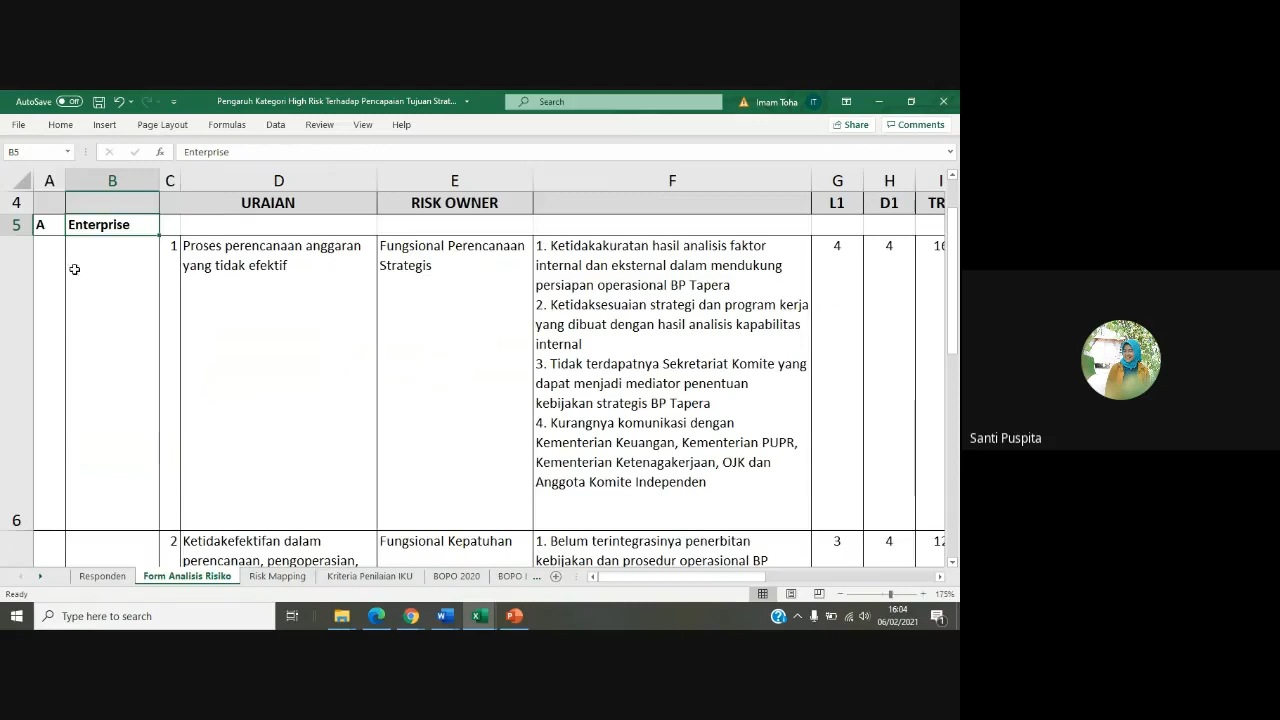 AutoSave Off
Pengaruh Kategori High Risk Terhadap Pencapaian Tujuan Strat...
Search
Imam Toha
IT
File Home Insert Page Layout Formulas Data Review View Help
Share
Comments
B5
fx
Enterprise
A B C D E F G H I
4 URAIAN RISK OWNER L1 D1 TR
5 A Enterprise
1 Proses perencanaan anggaran
yang tidak efektif
Fungsional Perencanaan
Strategis
1. Ketidakakuratan hasil analisis faktor
internal dan eksternal dalam mendukung
persiapan operasional BP Tapera
2. Ketidaksesuaian strategi dan program kerja
yang dibuat dengan hasil analisis kapabilitas
internal
3. Tidak terdapatnya Sekretariat Komite yang
dapat menjadi mediator penentuan
kebijakan strategis BP Tapera
4. Kurangnya komunikasi dengan
Kementerian Keuangan, Kementerian PUPR,
Kementerian Ketenagakerjaan, OJK dan
Anggota Komite Independen
4 4 16
6
2 Ketidakefektifan dalam
perencanaan, pengoperasian,
Fungsional Kepatuhan
1. Belum terintegrasinya penerbitan
kebijakan dan prosedur operasional BP
3 4 12
Responden Form Analisis Risiko Risk Mapping Kriteria Penilaian IKU BOPO 2020 BOPO I ...
Ready
175%
Type here to search
16:04
06/02/2021
1
Santi Puspita